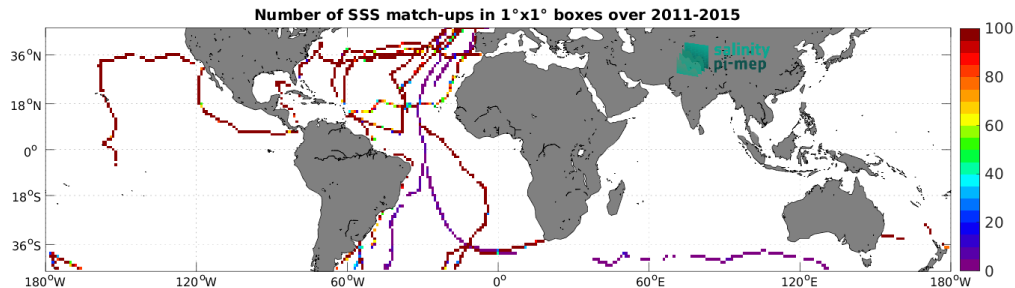 Number of SSS match-ups in 1°x1° boxes over 2011-2015
salinity
pi-mep
36°N
18°N
0°
18°S
36°S
180°W 120°W 60°W 0° 60°E 120°E 180°W
100
80
60
40
20
0